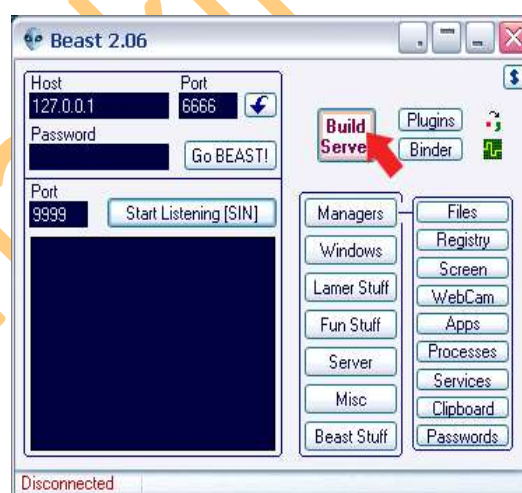 Beast 2.06
Host Port
127.0.0.1 6666
Password
Go BEAST!
Build
Server
Plugins
Binder
$
Port
9999 Start Listening [SIN]
Managers
Windows
Lamer Stuff
Fun Stuff
Server
Misc
Beast Stuff
Files
Registry
Screen
WebCam
Apps
Processes
Services
Clipboard
Passwords
Disconnected